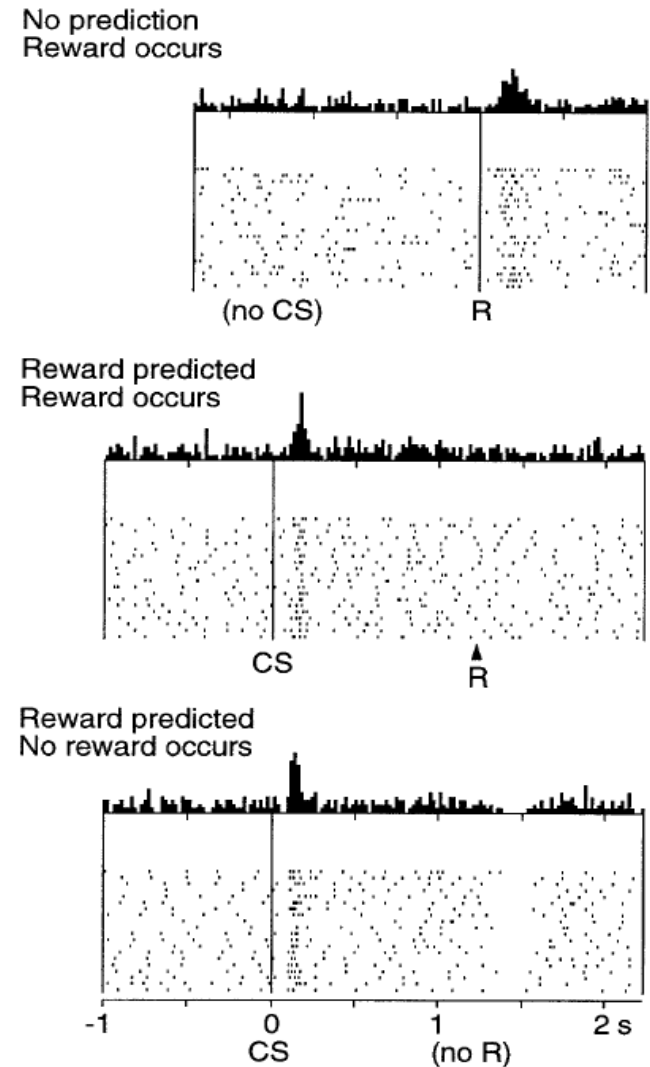 No prediction
Reward occurs
(no CS) R
Reward predicted
Reward occurs
CS R
Reward predicted
No reward occurs
-1 0 1 2 s
CS (no R)